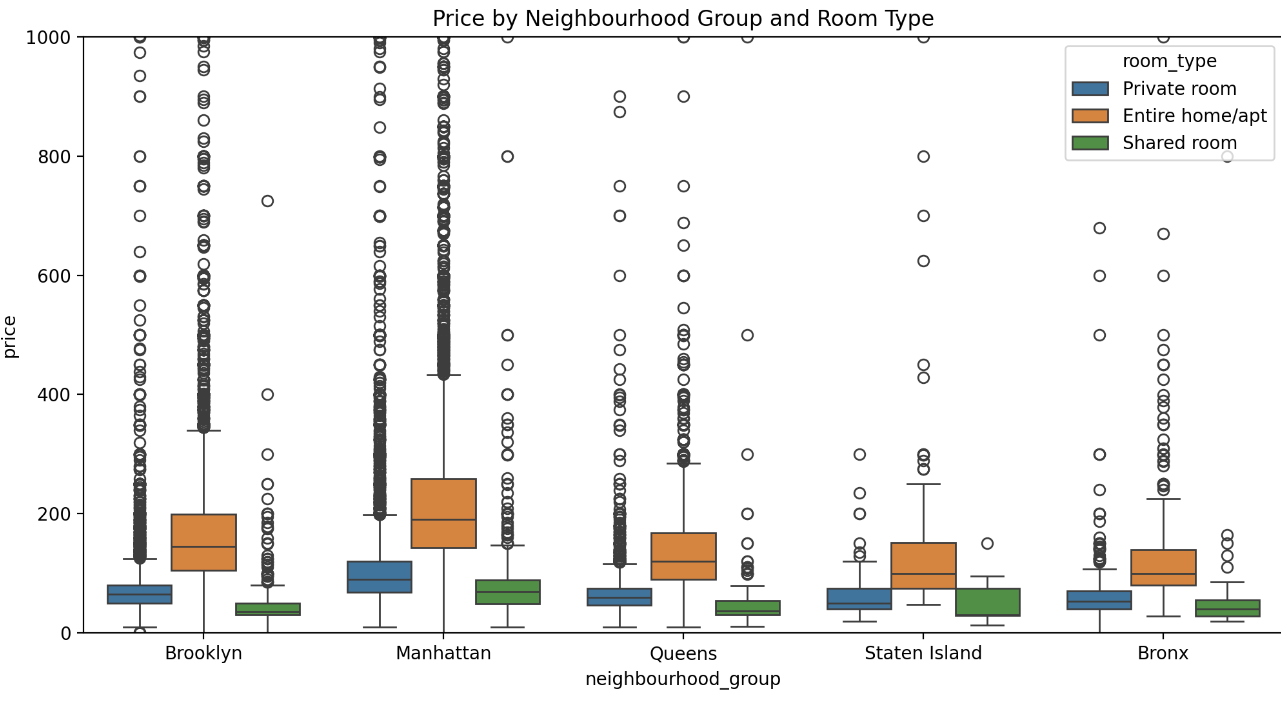 Price by Neighbourhood Group and Room Type
1000
800
600
400
200
0
price
room_type
Private room
Entire home/apt
Shared room
Brooklyn
Manhattan
Queens
Staten Island
Bronx
neighbourhood_group